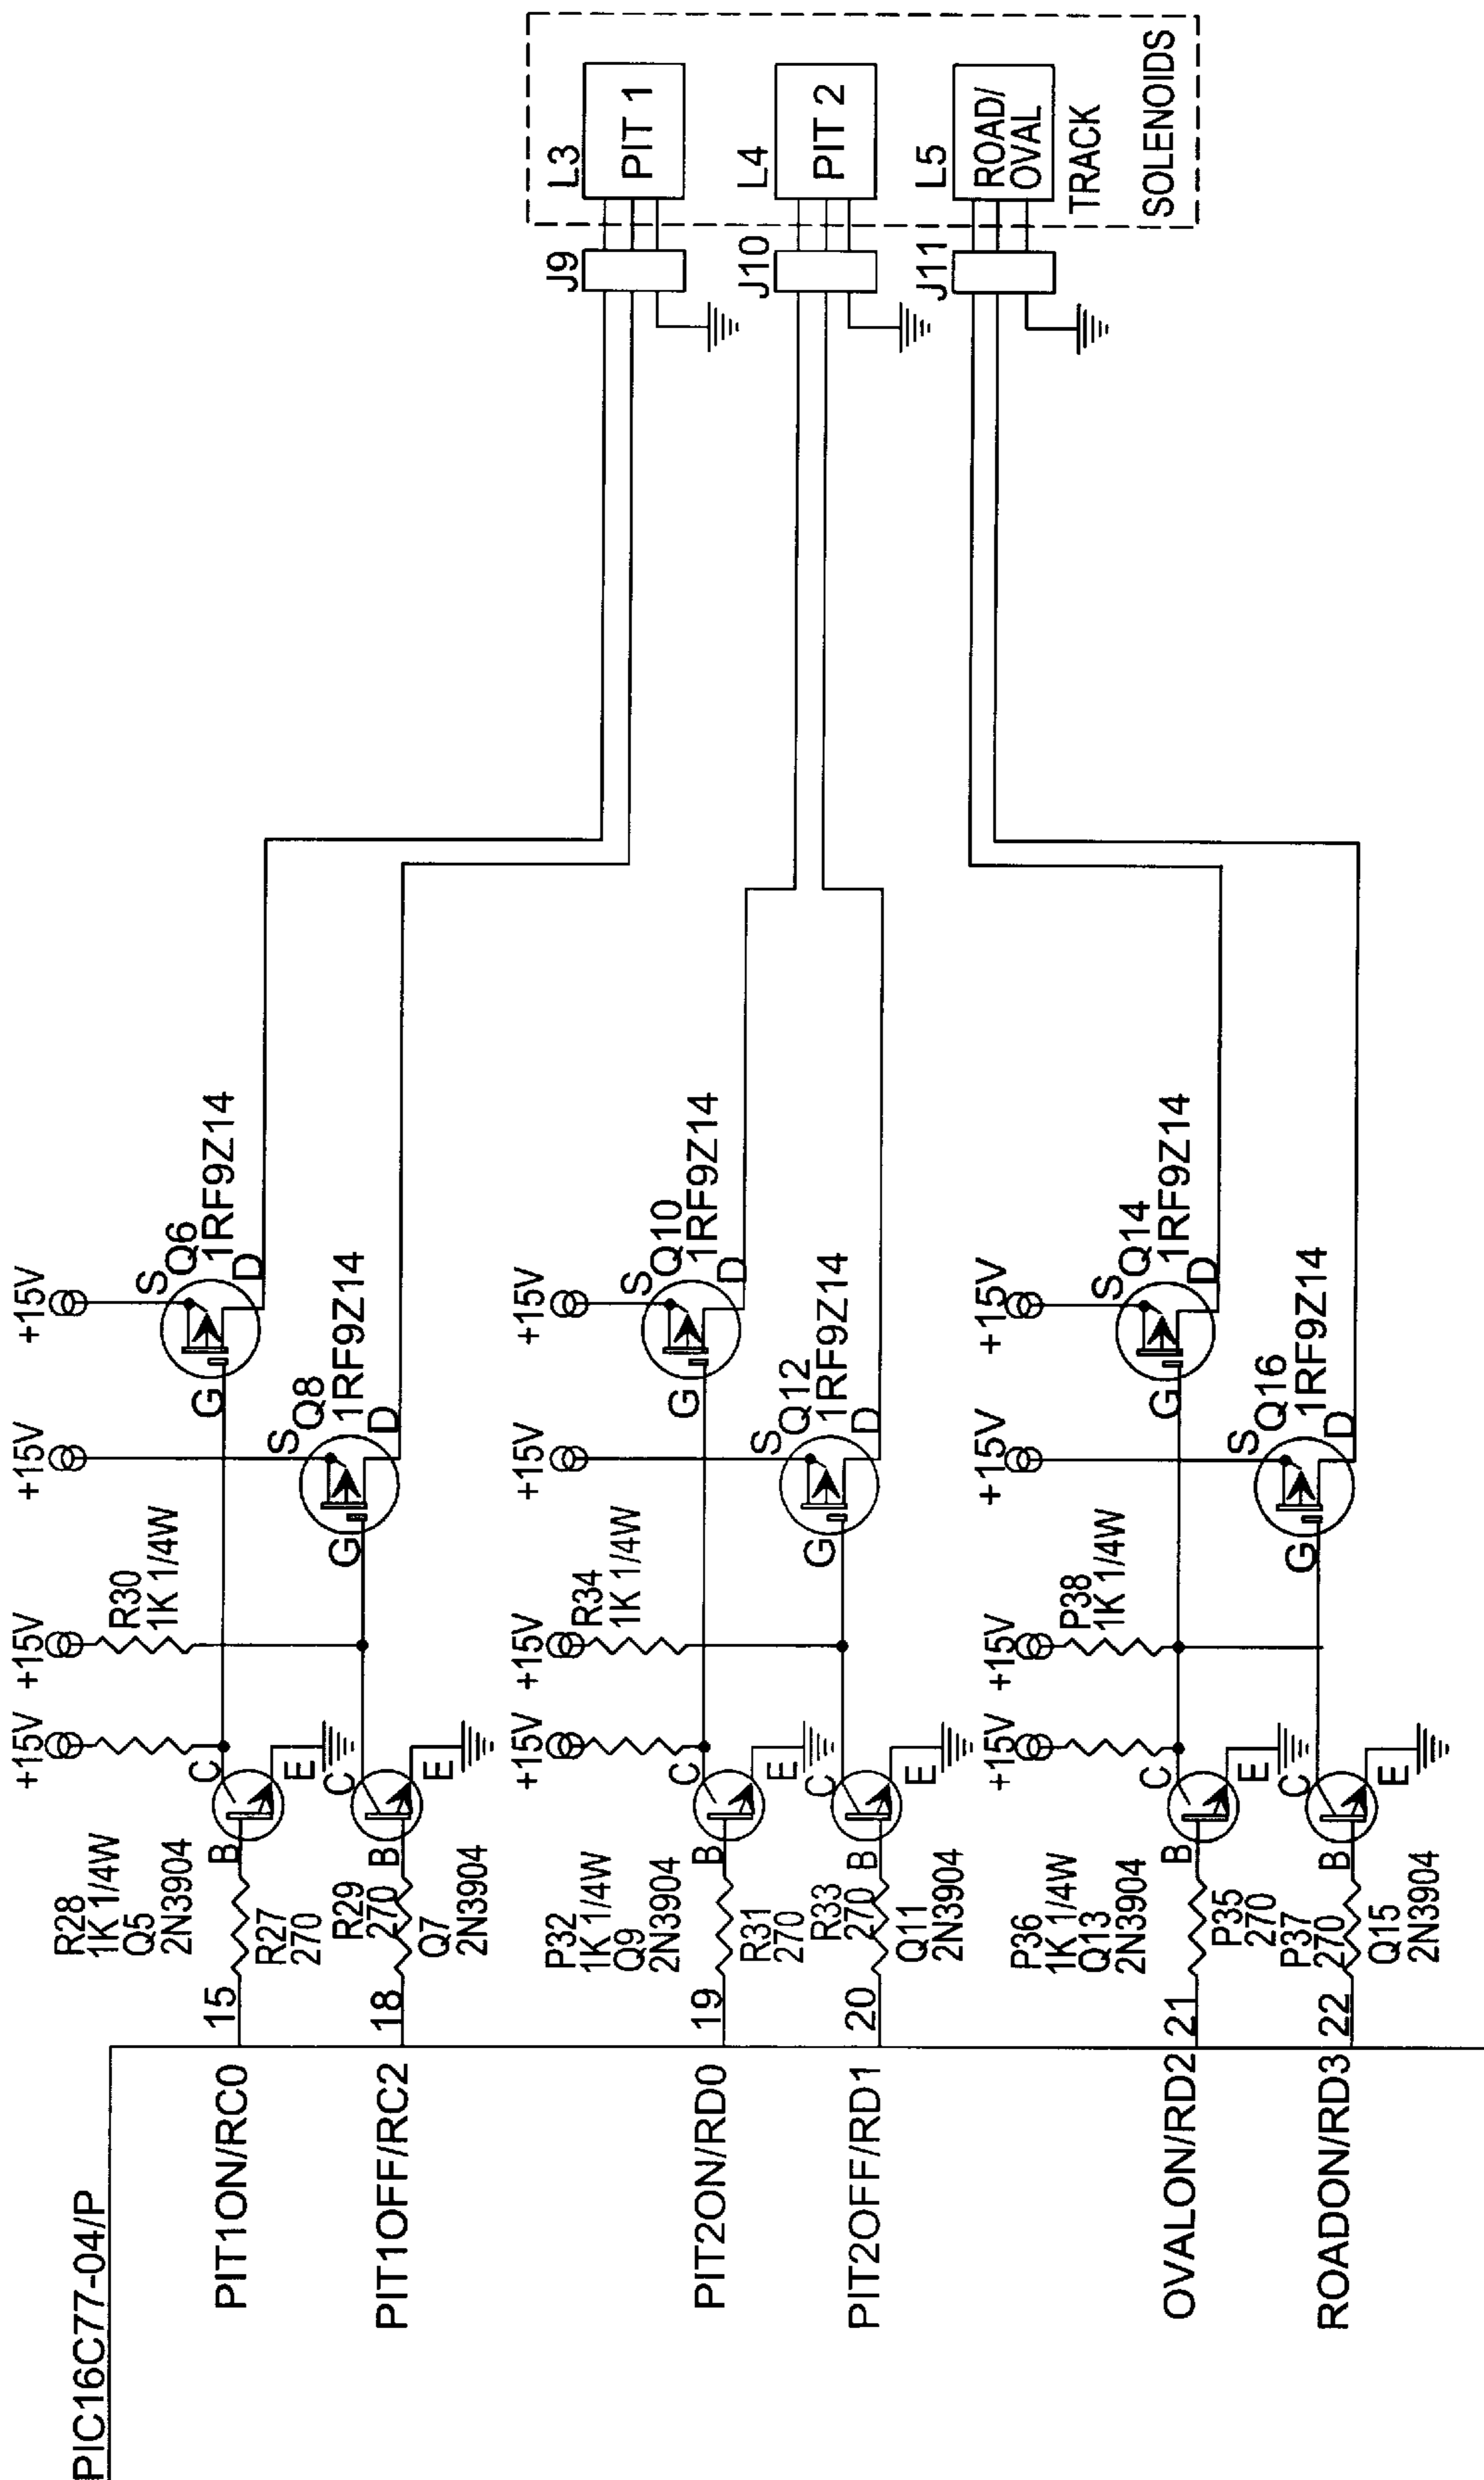 PIC16C77-04/P
PIT1ON/RC0
15
R28
1K 1/4W
Q5
2N3904
R27
270
B
C
E
+15V
+15V
R30
1K 1/4W
+15V
+15V
G
S
Q6
1RF9Z14
D
PIT1OFF/RC2
18
R29
270
Q7
2N3904
B
C
E
G
S
Q8
1RF9Z14
D
J9
L3
PIT 1
PIT2ON/RD0
19
P32
1K 1/4W
Q9
2N3904
R31
270
B
C
E
+15V
+15V
R34
1K 1/4W
+15V
+15V
G
S
Q10
1RF9Z14
D
PIT2OFF/RD1
20
R33
270
Q11
2N3904
B
C
E
G
S
Q12
1RF9Z14
D
J10
L4
PIT 2
OVALON/RD2
21
P36
1K 1/4W
Q13
2N3904
P35
270
B
C
E
+15V
+15V
P38
1K 1/4W
+15V
+15V
G
S
Q14
1RF9Z14
D
ROADON/RD3
22
P37
270
Q15
2N3904
B
C
E
G
S
Q16
1RF9Z14
D
J11
L5
ROAD/
OVAL
TRACK
SOLENOIDS